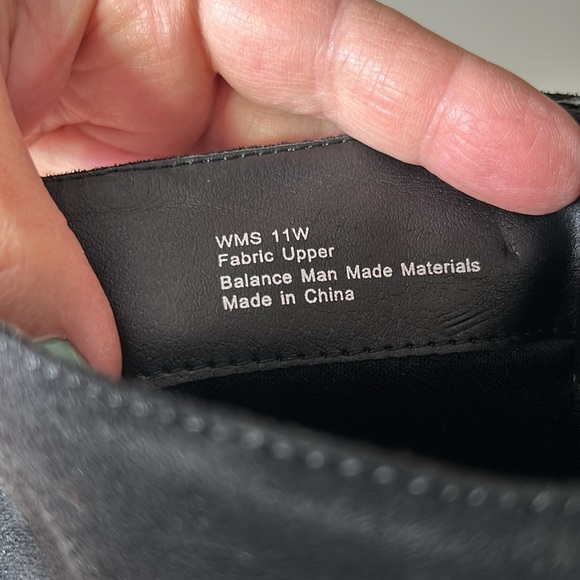 WMS 11W
Fabric Upper
Balance Man Made Materials
Made in China